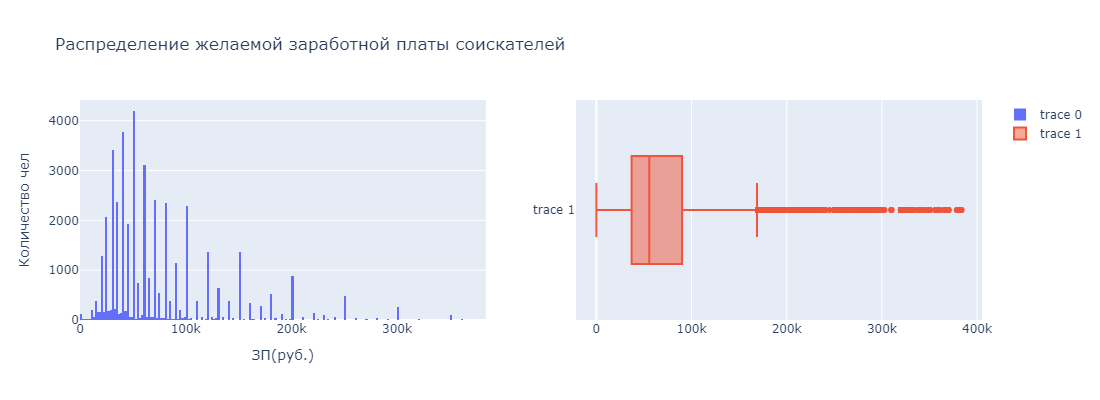 Распределение желаемой заработной платы соискателей
4000
3000
2000
1000
0
Количество чел
0
100k
200k
300k
ЗП(руб.)
trace 1
0
100k
200k
300k
400k
trace 0
trace 1